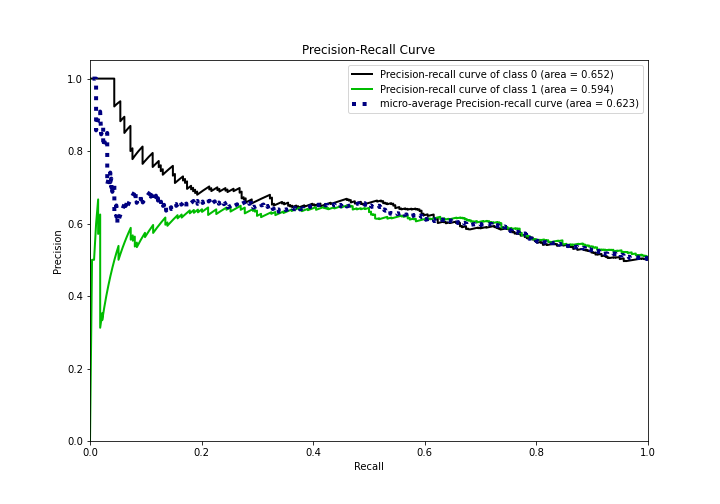 Precision-Recall Curve
Precision-recall curve of class 0 (area = 0.652)
Precision-recall curve of class 1 (area = 0.594)
micro-average Precision-recall curve (area = 0.623)
Precision
1.0
0.8
0.6
0.4
0.2
0.0
0.0 0.2 0.4 0.6 0.8 1.0
Recall